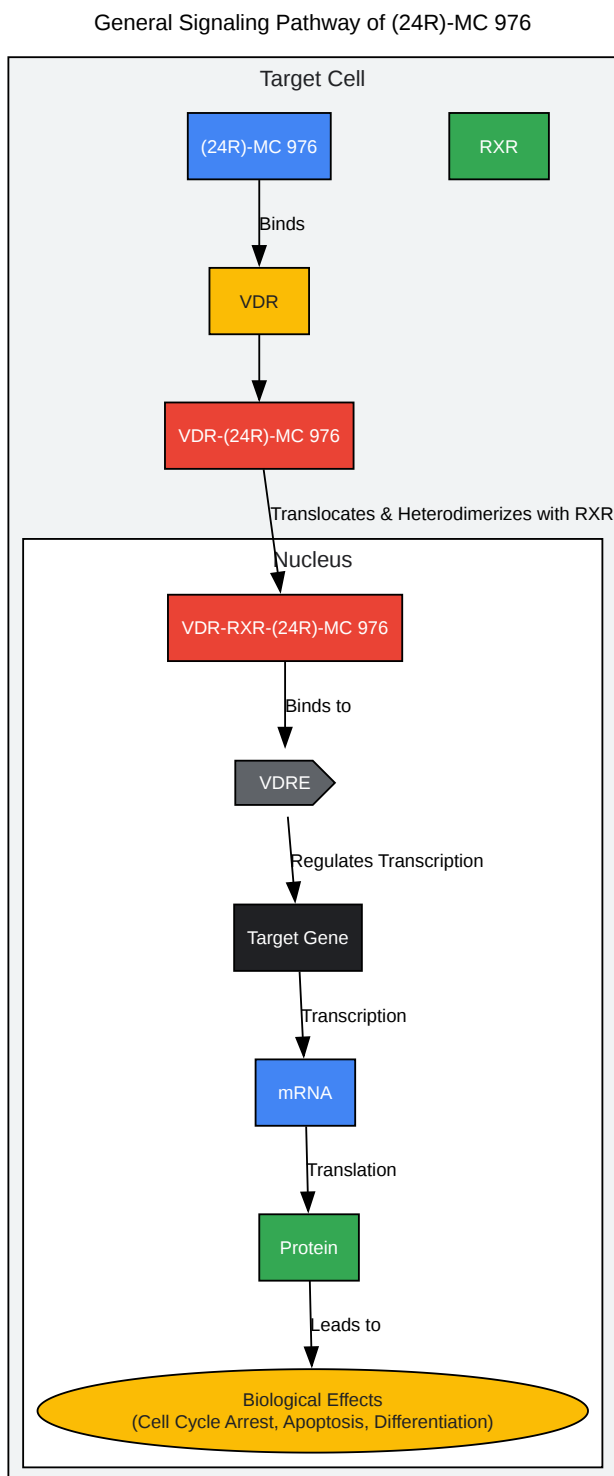 General Signaling Pathway of (24R)-MC 976
Target Cell
(24R)-MC 976
RXR
Binds
VDR
VDR-(24R)-MC 976
Translocates & Heterodimerizes with RXR
Nucleus
VDR-RXR-(24R)-MC 976
Binds to
VDRE
Regulates Transcription
Target Gene
Transcription
mRNA
Translation
Protein
Leads to
Biological Effects
(Cell Cycle Arrest, Apoptosis, Differentiation)